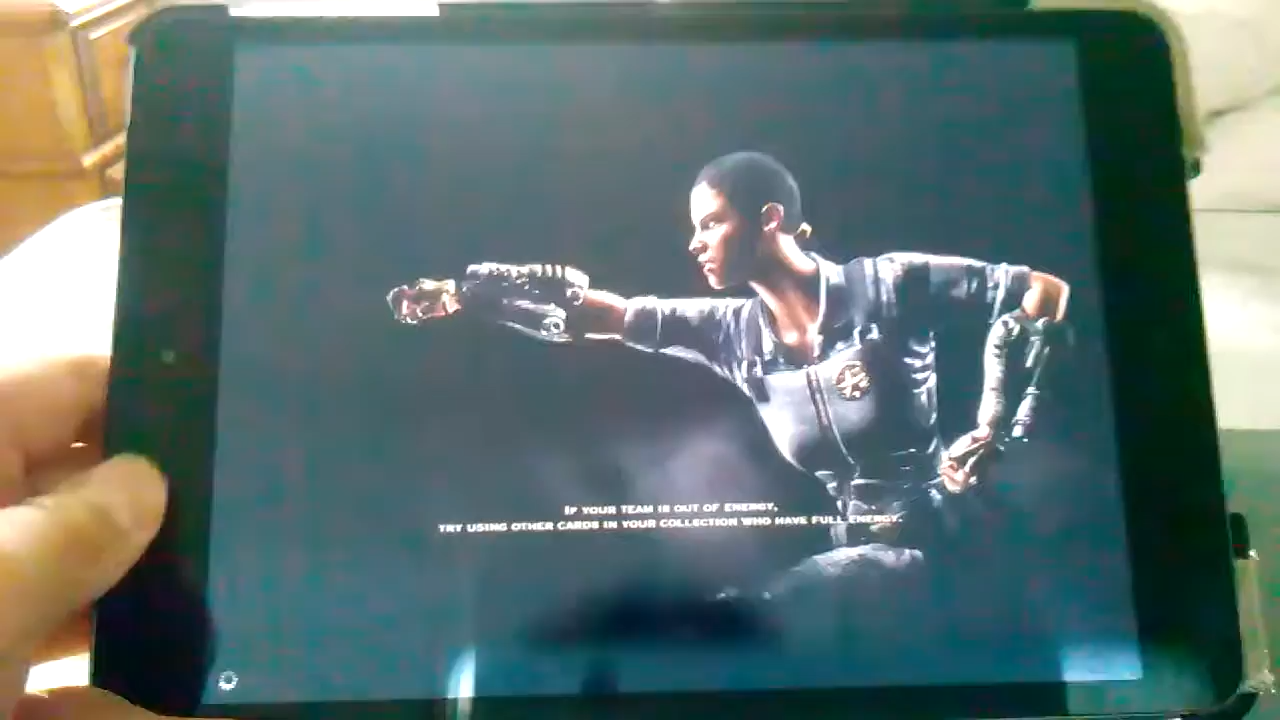 IF YOUR TEAM IS OUT OF ENERGY,
TRY USING OTHER CARDS IN YOUR COLLECTION WHO HAVE FULL ENERGY.